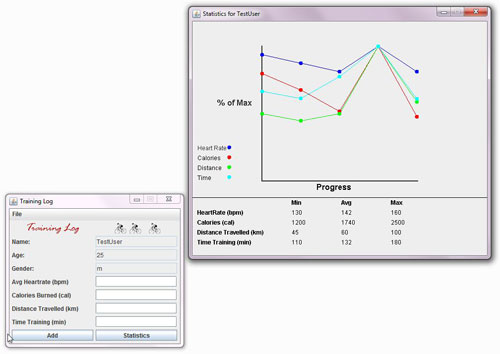 Statistics for TestUser
% of Max
Heart Rate
Calories
Distance
Time
Progress
Min Avg Max
HeartRate (bpm) 130 142 160
Calories (cal) 1200 1740 2500
Distance Travelled (km) 45 60 100
Time Training (min) 110 132 180
Training Log
File
Training Log
Name: TestUser
Age: 25
Gender: m
Avg Heartrate (bpm)
Calories Burned (cal)
Distance Travelled (km)
Time Training (min)
Add Statistics